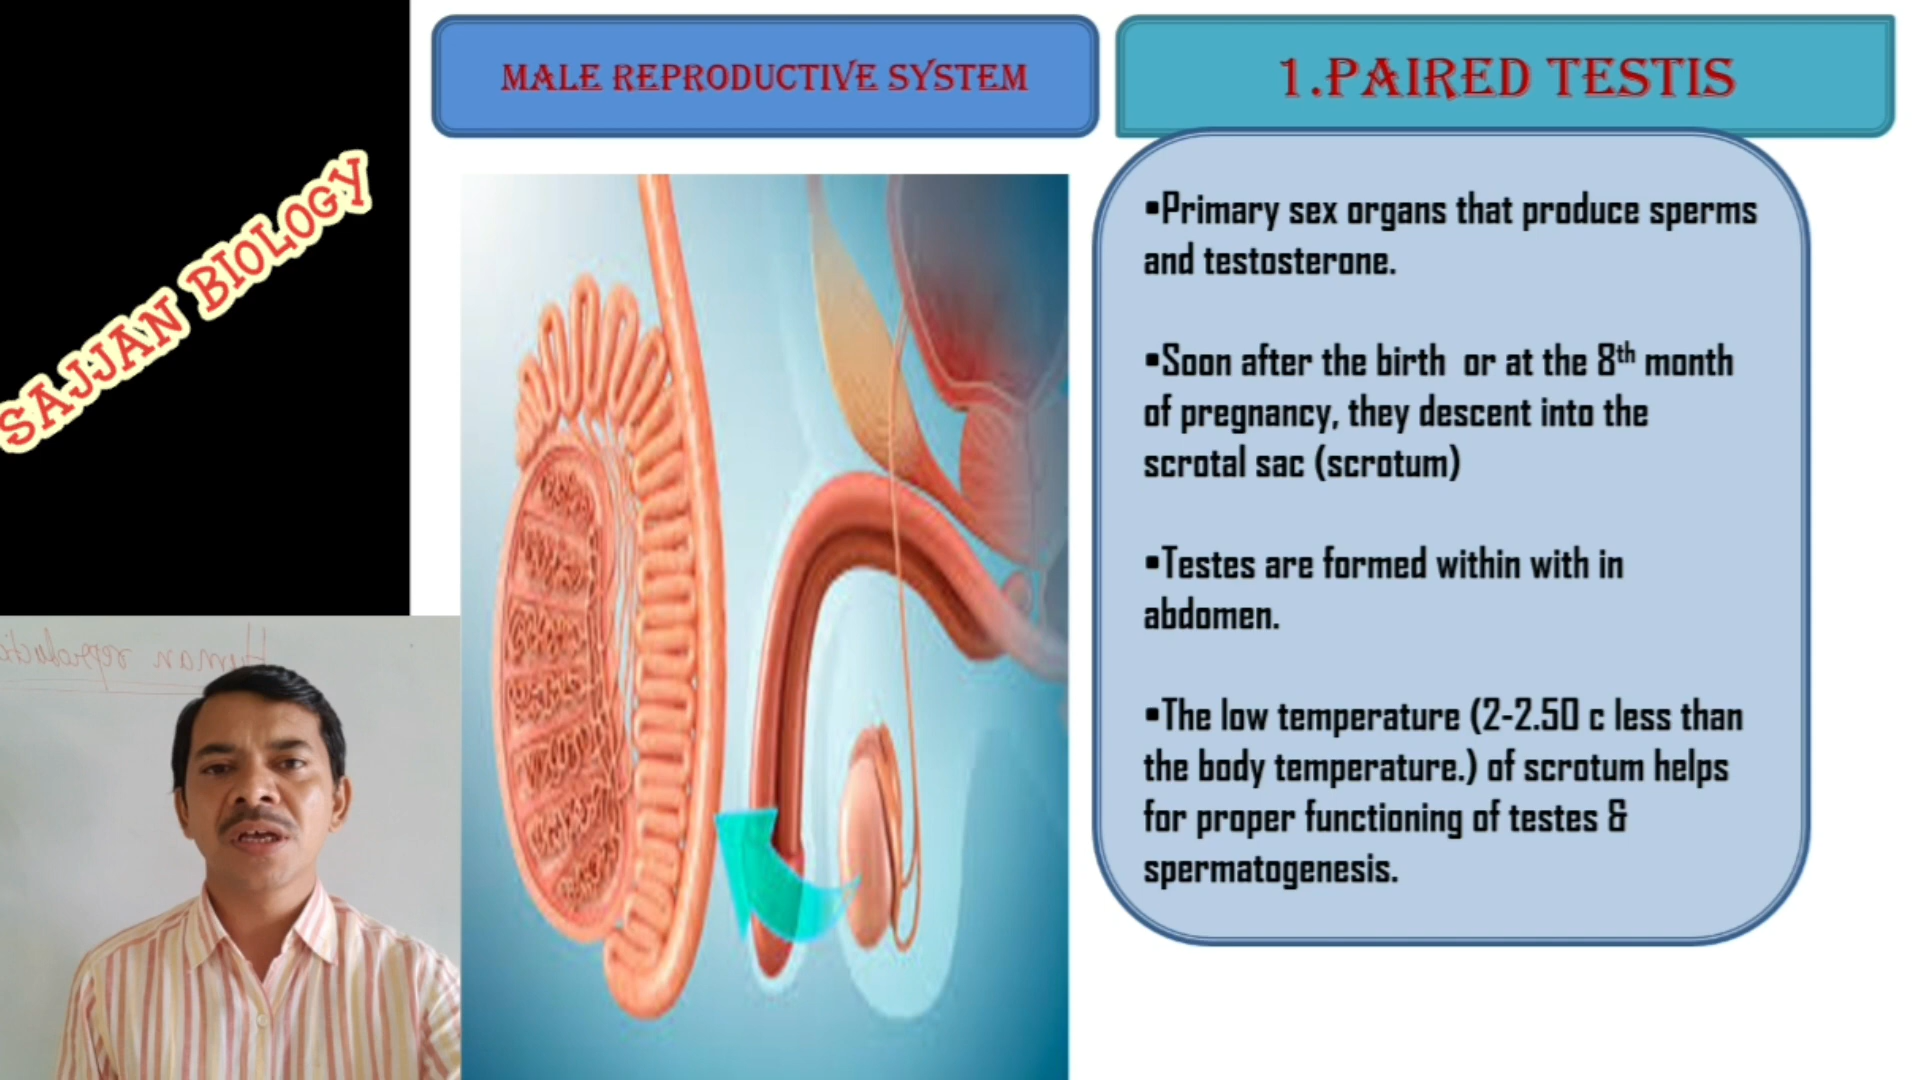 SAJJAN BIOLOGY
MALE REPRODUCTIVE SYSTEM
1.PAIRED TESTIS
•Primary sex organs that produce sperms
and testosterone.
•Soon after the birth or at the 8th month
of pregnancy, they descent into the
scrotal sac (scrotum)
•Testes are formed within with in
abdomen.
•The low temperature (2-2.50 c less than
the body temperature.) of scrotum helps
for proper functioning of testes &
spermatogenesis.
Human reproducti